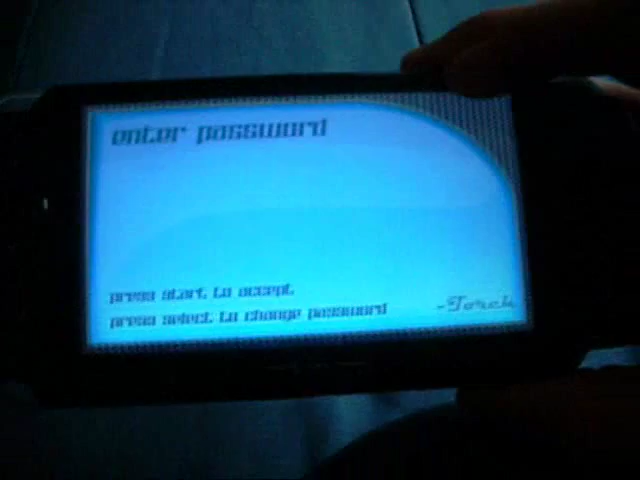 enter password
press start to accept
press select to change password
-Torch